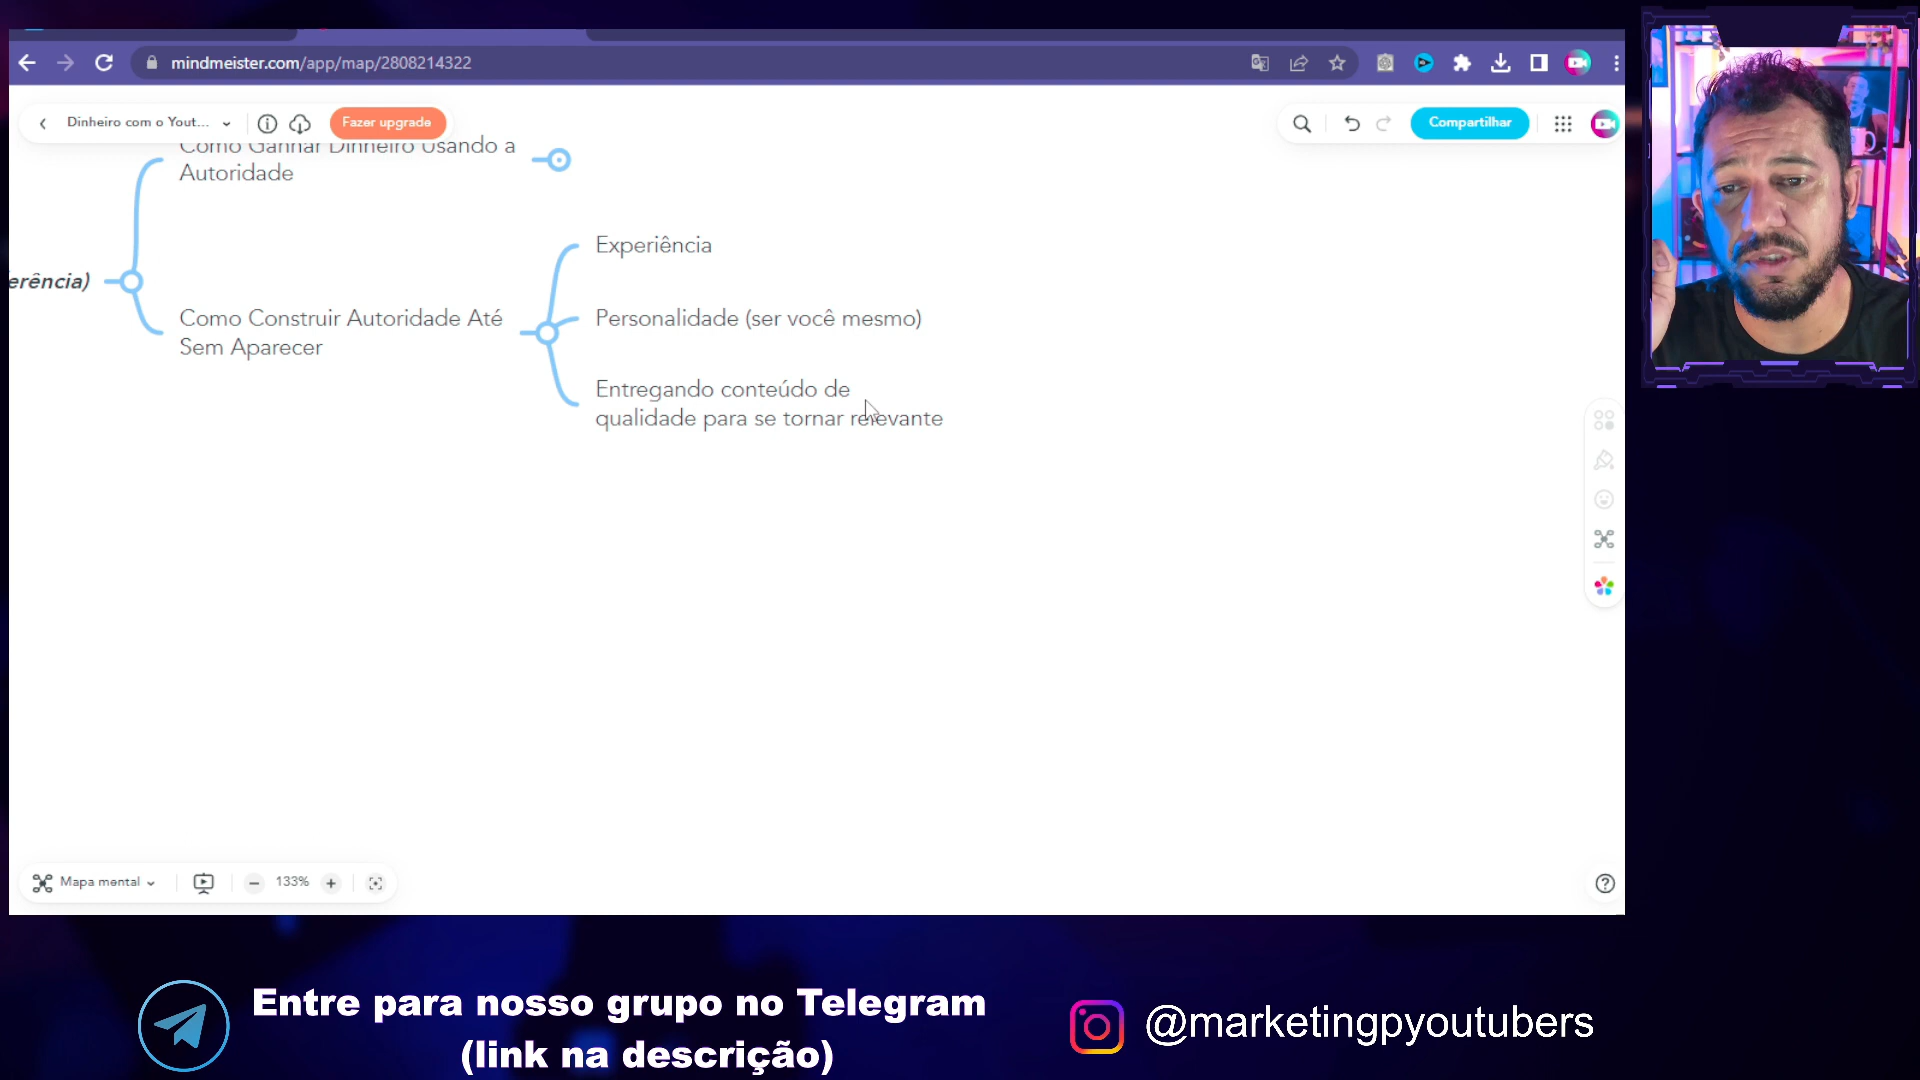 mindmeister.com/app/map/2808214322
Dinheiro com o Yout...
Fazer upgrade
Compartilhar
Como Ganhar Dinheiro Usando a
Autoridade
Experiência
erência)
Como Construir Autoridade Até
Sem Aparecer
Personalidade (ser você mesmo)
Entregando conteúdo de
qualidade para se tornar relevante
Mapa mental
133%
Entre para nosso grupo no Telegram
(link na descrição)
@marketingpyoutubers